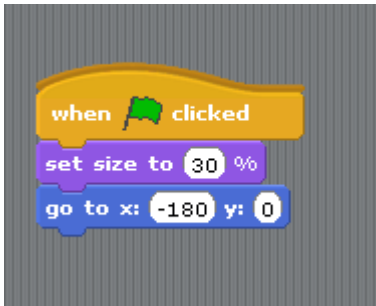 when clicked
set size to 30 %
go to x: -180 y: 0